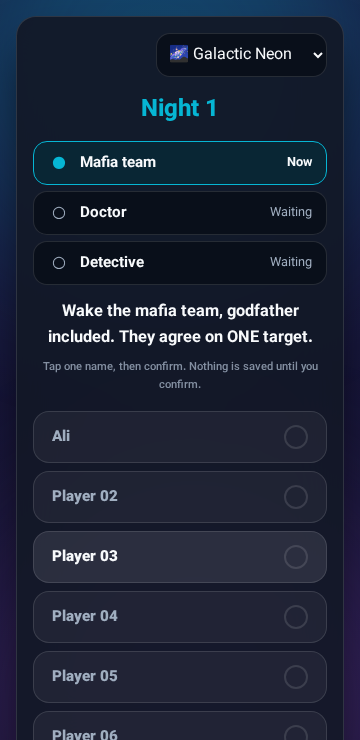 🌌 Galactic Neon
Night 1
Mafia team Now
Doctor Waiting
Detective Waiting
Wake the mafia team, godfather
included. They agree on ONE target.
Tap one name, then confirm. Nothing is saved until you
confirm.
Ali
Player 02
Player 03
Player 04
Player 05
Player 06